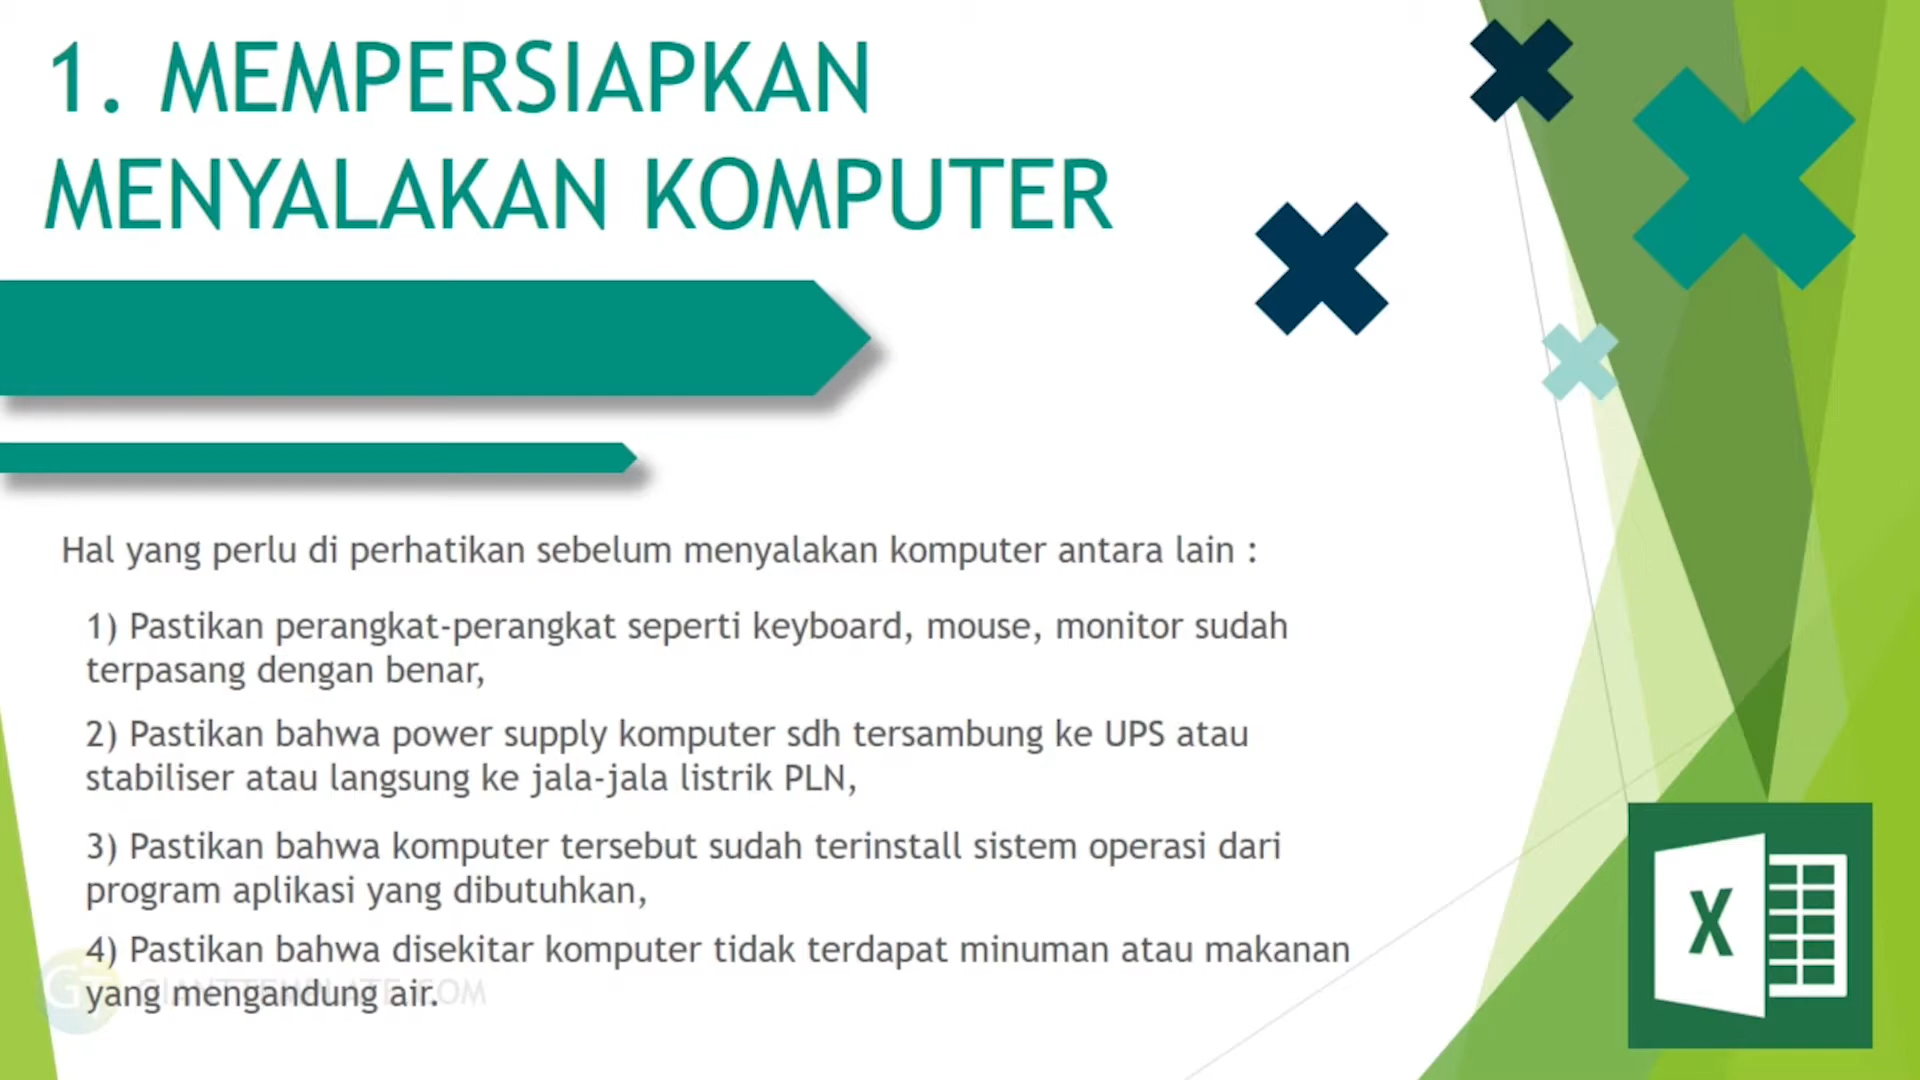 1. MEMPERSIAPKAN
MENYALAKAN KOMPUTER
Hal yang perlu di perhatikan sebelum menyalakan komputer antara lain :
1) Pastikan perangkat-perangkat seperti keyboard, mouse, monitor sudah
terpasang dengan benar,
2) Pastikan bahwa power supply komputer sdh tersambung ke UPS atau
stabiliser atau langsung ke jala-jala listrik PLN,
3) Pastikan bahwa komputer tersebut sudah terinstall sistem operasi dari
program aplikasi yang dibutuhkan,
4) Pastikan bahwa disekitar komputer tidak terdapat minuman atau makanan
yang mengandung air.
GIANTTEMPLATE.COM
X